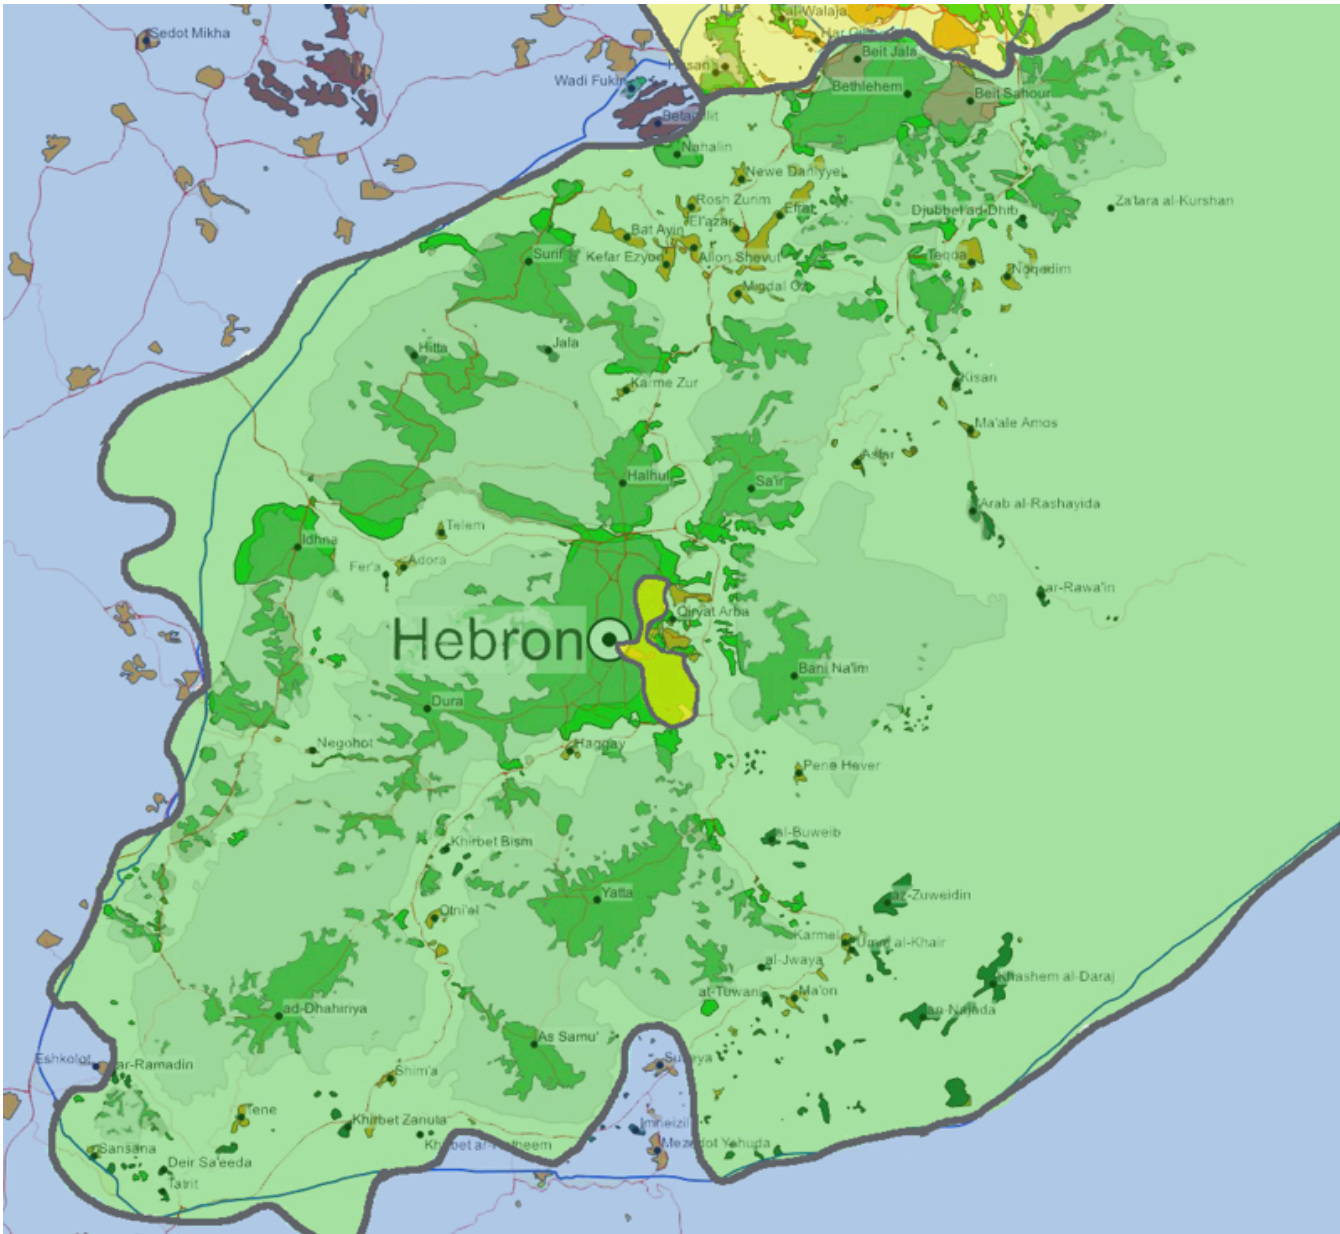 al-Walaja
Sedot Mikha
Beit Jala
Wadi Fukin
Bethlehem
Beit Sahour
Nahalin
Newe Daniyyel
Rosh Zurim
Efrat
Za'tara al-Kurshan
Djubbet ad-Dhib
El'azar
Bat Ayin
Kefar Ezyon
Allon Shevut
Surif
Teqoa
Noqedim
Migdal Oz
Hitta
Jala
Karme Zur
Kisan
Ma'ale Amos
Asfar
Halhul
Sa'ir
Arab al-Rashayida
Telem
Idhna
Fer'a
Adora
ar-Rawa'in
Qiryat Arba
Hebron
Bani Na'im
Dura
Negohot
Haggay
Pene Hever
al-Buweib
Khirbet Bism
Yatta
az-Zuweidin
Otni'el
Karmel
Umm al-Khair
al-Jwaya
Khashem al-Daraj
at-Tuwani
Ma'on
ad-Dhahiriya
an-Najada
As Samu'
Eshkolot
ar-Ramadin
Suseya
Shim'a
Tene
Khirbet Zanuta
Imneizil
Mezadot Yehuda
Sansana
Deir Sa'eeda
Tatrit